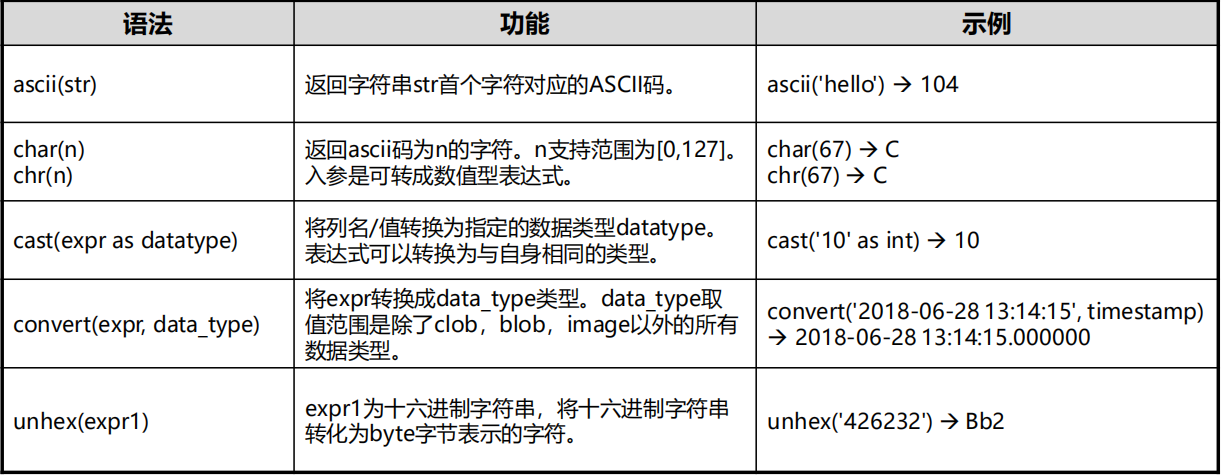 语法
功能
示例
ascii(str)
返回字符串str首个字符对应的ASCII码。
ascii('hello') → 104
char(n)
chr(n)
返回ascii码为n的字符。n支持范围为[0,127]。
入参是可转成数值型表达式。
char(67) → C
chr(67) → C
cast(expr as datatype)
将列名/值转换为指定的数据类型datatype。
表达式可以转换为与自身相同的类型。
cast('10' as int) → 10
convert(expr, data_type)
将expr转换成data_type类型。data_type取
值范围是除了clob，blob，image以外的所有
数据类型。
convert('2018-06-28 13:14:15', timestamp)
→ 2018-06-28 13:14:15.000000
unhex(expr1)
expr1为十六进制字符串，将十六进制字符串
转化为byte字节表示的字符。
unhex('426232') → Bb2